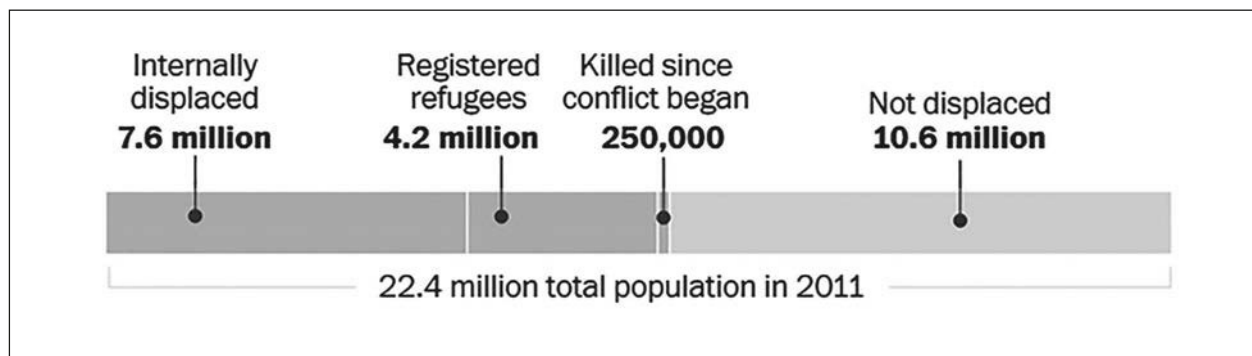 Internally
displaced
7.6 million
Registered
refugees
4.2 million
Killed since
conflict began
250,000
Not displaced
10.6 million
22.4 million total population in 2011